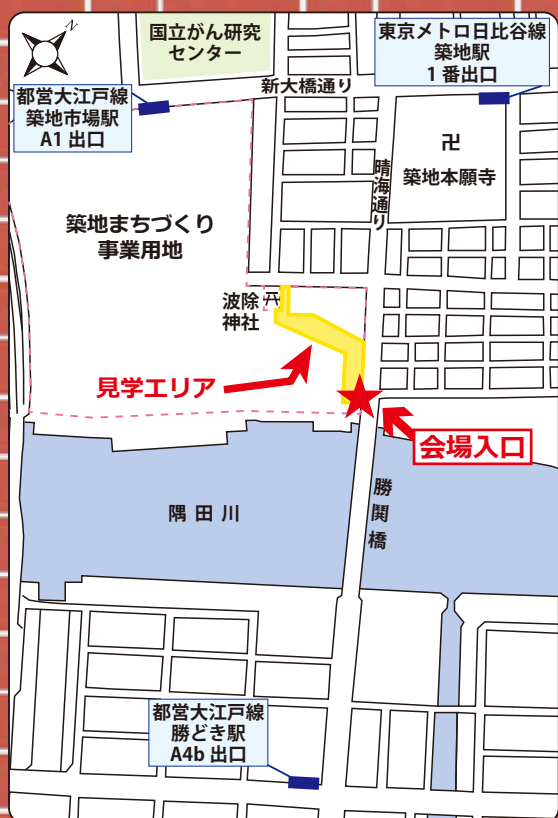 N
国立がん研究
センター
東京メトロ日比谷線
築地駅
1 番出口
新大橋通り
都営大江戸線
築地市場駅
A1 出口
卍
築地本願寺
晴海通り
築地まちづくり
事業用地
波除
神社
見学エリア
会場入口
隅田川
勝関橋
都営大江戸線
勝どき駅
A4b 出口